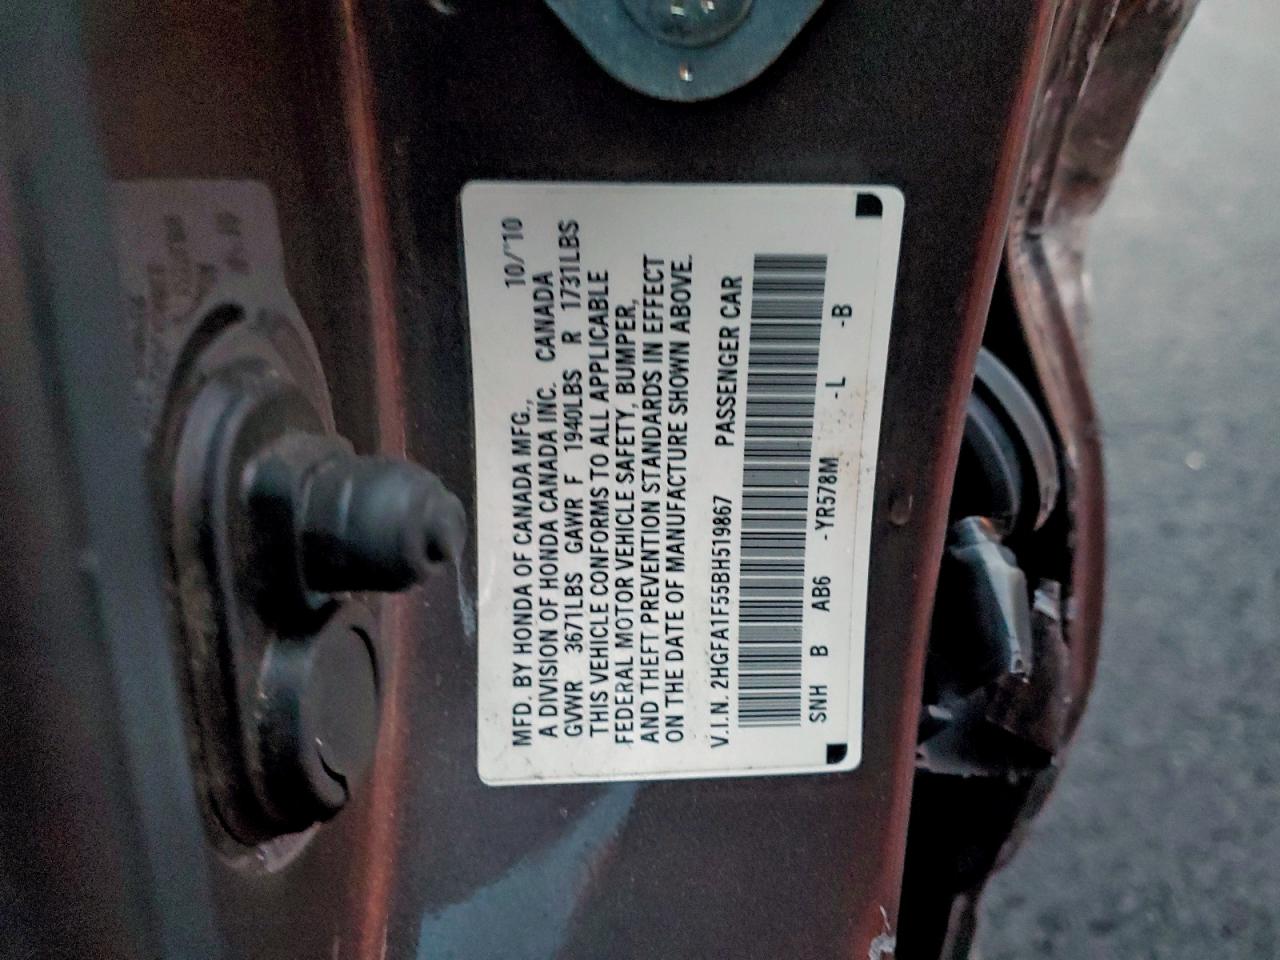 MFD. BY HONDA OF CANADA MFG., 10/'10
A DIVISION OF HONDA CANADA INC. CANADA
GVWR 3671LBS GAWR F 1940LBS R 1731LBS
THIS VEHICLE CONFORMS TO ALL APPLICABLE
FEDERAL MOTOR VEHICLE SAFETY, BUMPER,
AND THEFT PREVENTION STANDARDS IN EFFECT
ON THE DATE OF MANUFACTURE SHOWN ABOVE.
V.I.N. 2HGFA1F55BH519867 PASSENGER CAR
SNH B AB6 -YR578M -L -B